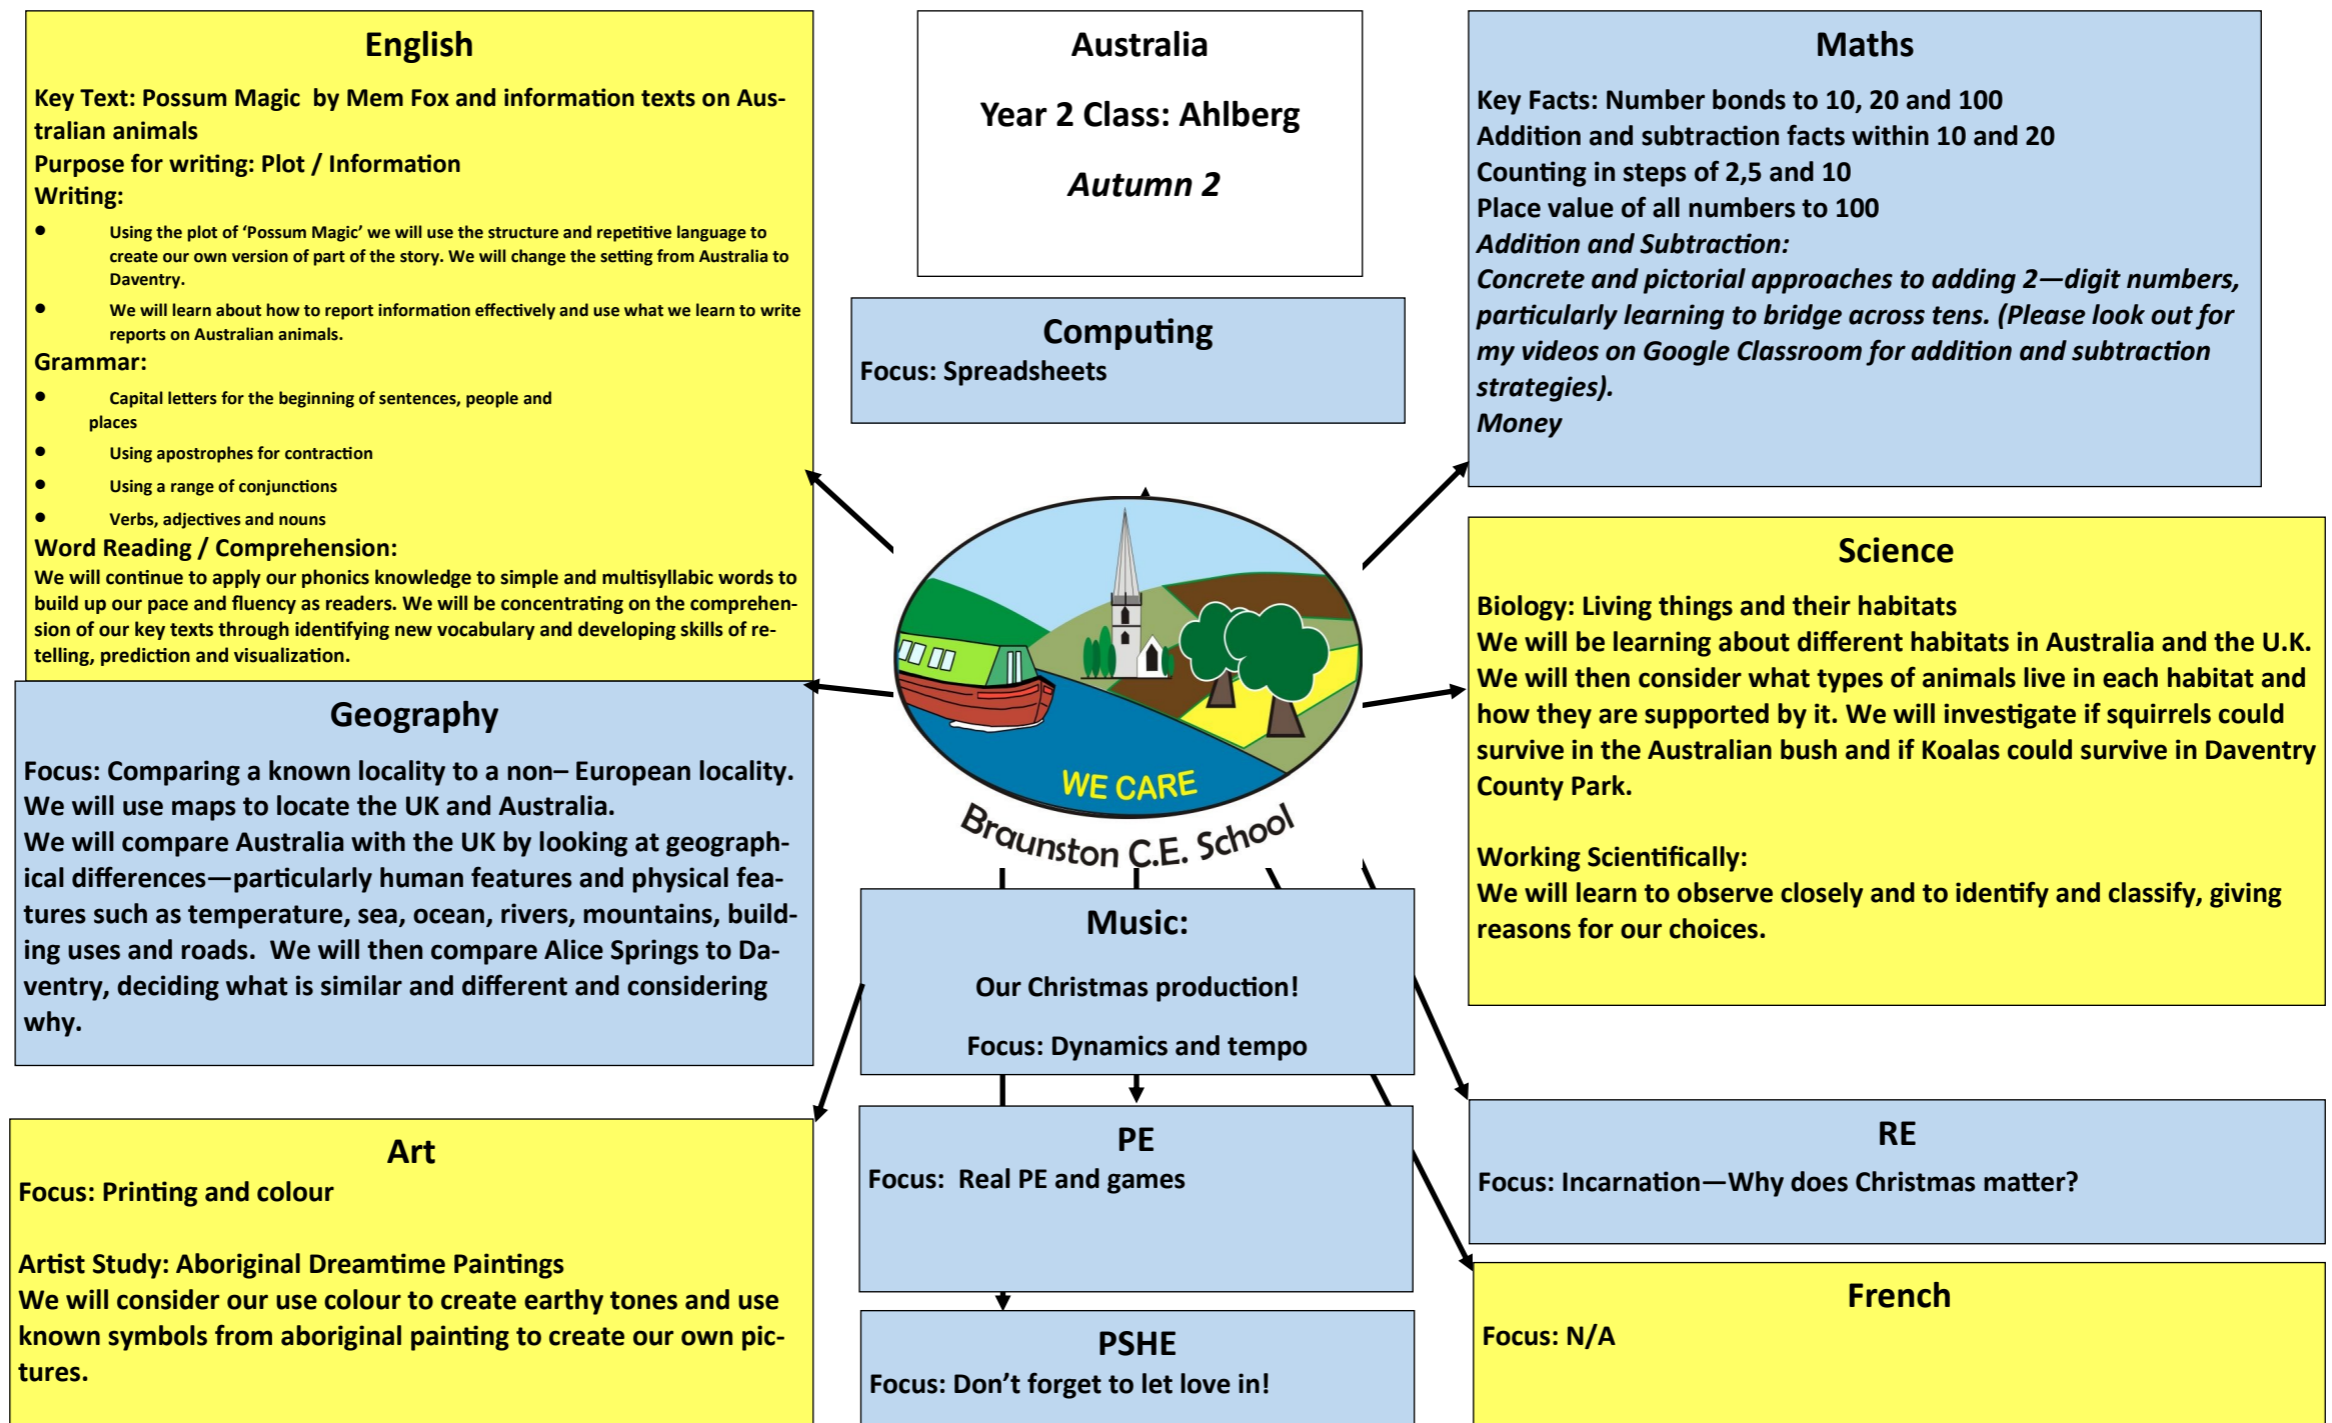 English
Key Text: Possum Magic  by Mem Fox and information texts on Aus-
tralian animals
Purpose for writing: Plot / Information
Writing:
• Using the plot of ‘Possum Magic’ we will use the structure and repetitive language to
create our own version of part of the story. We will change the setting from Australia to
Daventry.
• We will learn about how to report information effectively and use what we learn to write
reports on Australian animals.
Grammar:
• Capital letters for the beginning of sentences, people and
places
• Using apostrophes for contraction
• Using a range of conjunctions
• Verbs, adjectives and nouns
Word Reading / Comprehension:
We will continue to apply our phonics knowledge to simple and multisyllabic words to
build up our pace and fluency as readers. We will be concentrating on the comprehen-
sion of our key texts through identifying new vocabulary and developing skills of re-
telling, prediction and visualization.
Australia
Year 2 Class: Ahlberg
Autumn 2
Computing
Focus: Spreadsheets
Maths
Key Facts: Number bonds to 10, 20 and 100
Addition and subtraction facts within 10 and 20
Counting in steps of 2,5 and 10
Place value of all numbers to 100
Addition and Subtraction:
Concrete and pictorial approaches to adding 2—digit numbers,
particularly learning to bridge across tens. (Please look out for
my videos on Google Classroom for addition and subtraction
strategies).
Money
Science
Biology: Living things and their habitats
We will be learning about different habitats in Australia and the U.K.
We will then consider what types of animals live in each habitat and
how they are supported by it. We will investigate if squirrels could
survive in the Australian bush and if Koalas could survive in Daventry
County Park.
Working Scientifically:
We will learn to observe closely and to identify and classify, giving
reasons for our choices.
WE CARE
Braunston C.E. School
Geography
Focus: Comparing a known locality to a non– European locality.
We will use maps to locate the UK and Australia.
We will compare Australia with the UK by looking at geograph-
ical differences—particularly human features and physical fea-
tures such as temperature, sea, ocean, rivers, mountains, build-
ing uses and roads.  We will then compare Alice Springs to Da-
ventry, deciding what is similar and different and considering
why.
Music:
Our Christmas production!
Focus: Dynamics and tempo
Art
Focus: Printing and colour
Artist Study: Aboriginal Dreamtime Paintings
We will consider our use colour to create earthy tones and use
known symbols from aboriginal painting to create our own pic-
tures.
PE
Focus:  Real PE and games
PSHE
Focus: Don’t forget to let love in!
RE
Focus: Incarnation—Why does Christmas matter?
French
Focus: N/A